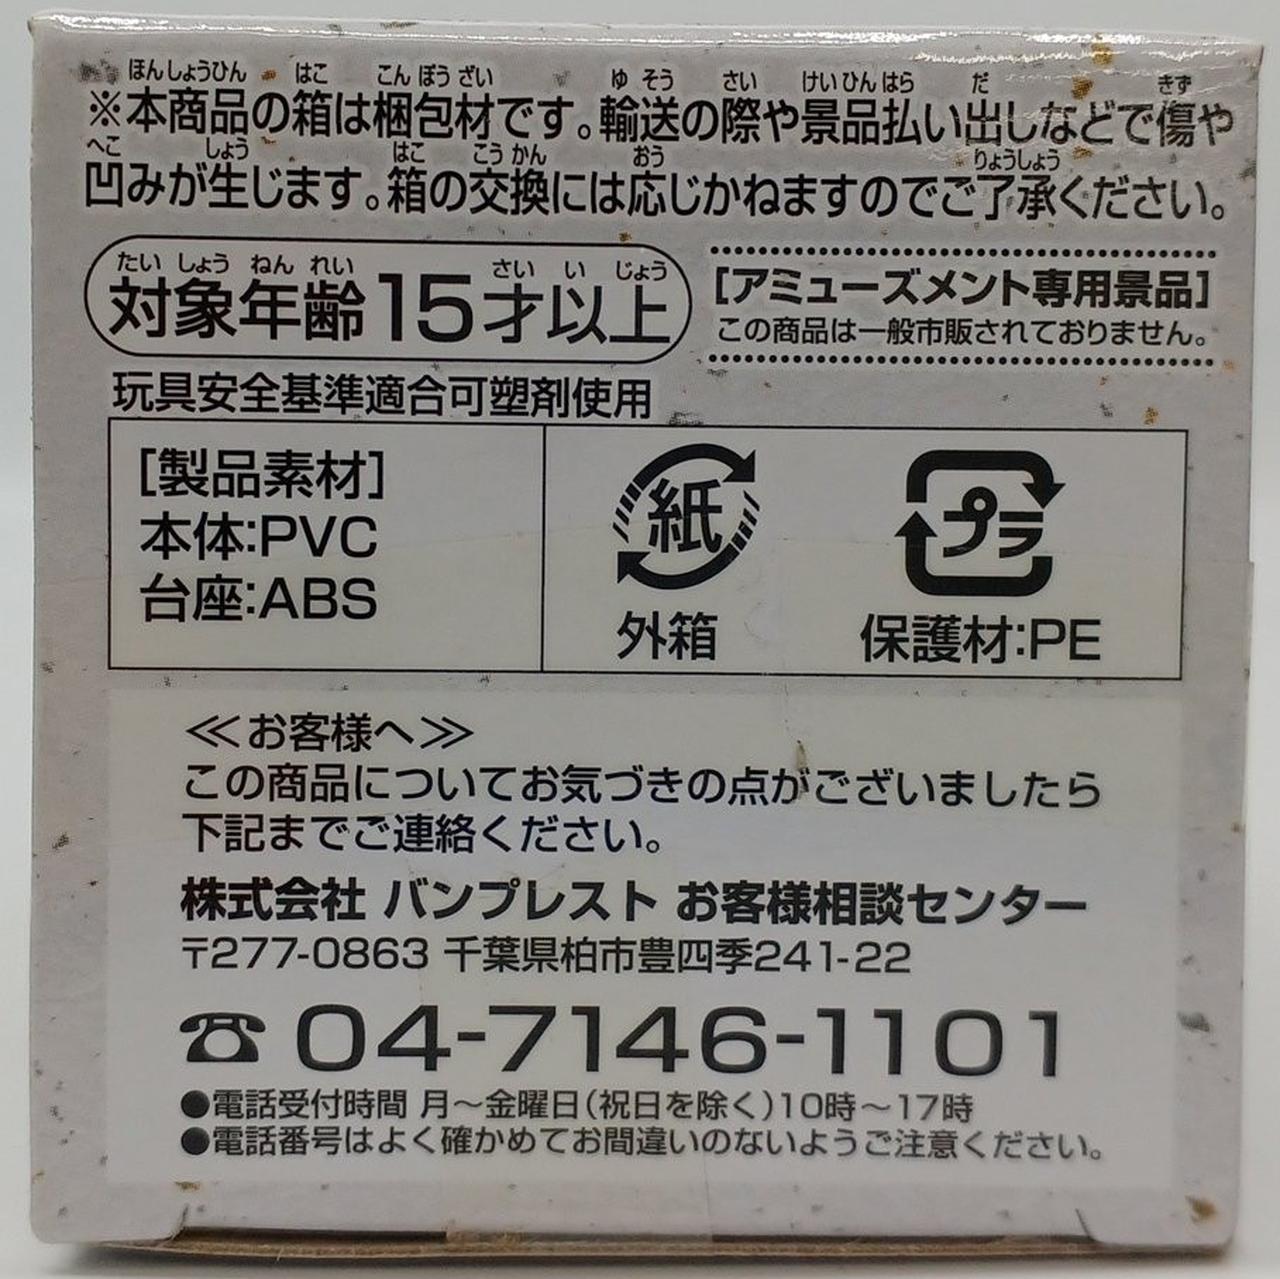 ほんしょうひん はこ こんぽうざい ゆそう さい けいひんはら だ きず
※本商品の箱は梱包材です。輸送の際や景品払い出しなどで傷や
へこ しょう はこ こうかん おう りょうしょう
凹みが生じます。箱の交換には応じかねますのでご了承ください。
たいしょうねんれい さいいじょう
対象年齢15才以上
[アミューズメント専用景品]
この商品は一般市販されておりません。
玩具安全基準適合可塑剤使用
[製品素材]
本体:PVC
台座:ABS
紙
外箱
プラ
保護材:PE
≪お客様へ≫
この商品についてお気づきの点がございましたら
下記までご連絡ください。
株式会社 バンプレスト お客様相談センター
〒277-0863 千葉県柏市豊四季241-22
☎04-7146-1101
●電話受付時間 月～金曜日(祝日を除く)10時～17時
●電話番号はよく確かめてお間違いのないようご注意ください。